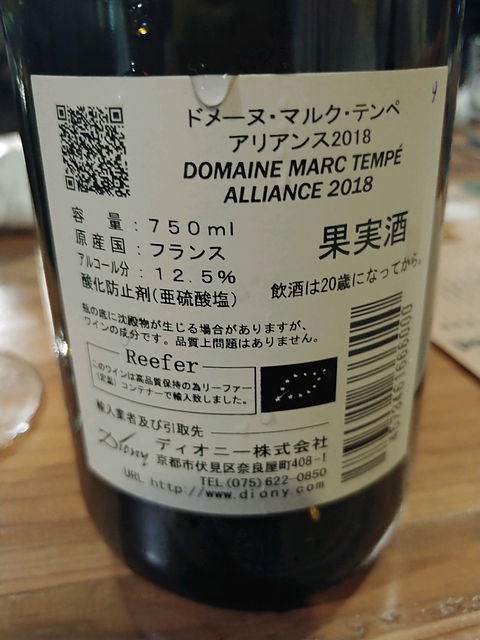 ドメーヌ・マルク・テンペ
アリアンス2018
DOMAINE MARC TEMPÉ
ALLIANCE 2018
容 量:750ml
原産国:フランス
アルコール分:12.5%
酸化防止剤(亜硫酸塩)
果実酒
飲酒は20歳になってから。
瓶の底に沈殿物が生じる場合がありますが、
ワインの成分です。品質上問題はありません。
Reefer
このワインは高品質保持の為リーファー
(定温)コンテナーで輸入致しました。
輸入業者及び引取先
Diony ディオニー株式会社
京都市伏見区奈良屋町408-1
TEL(075)622-0850
URL http://www.diony.com
9